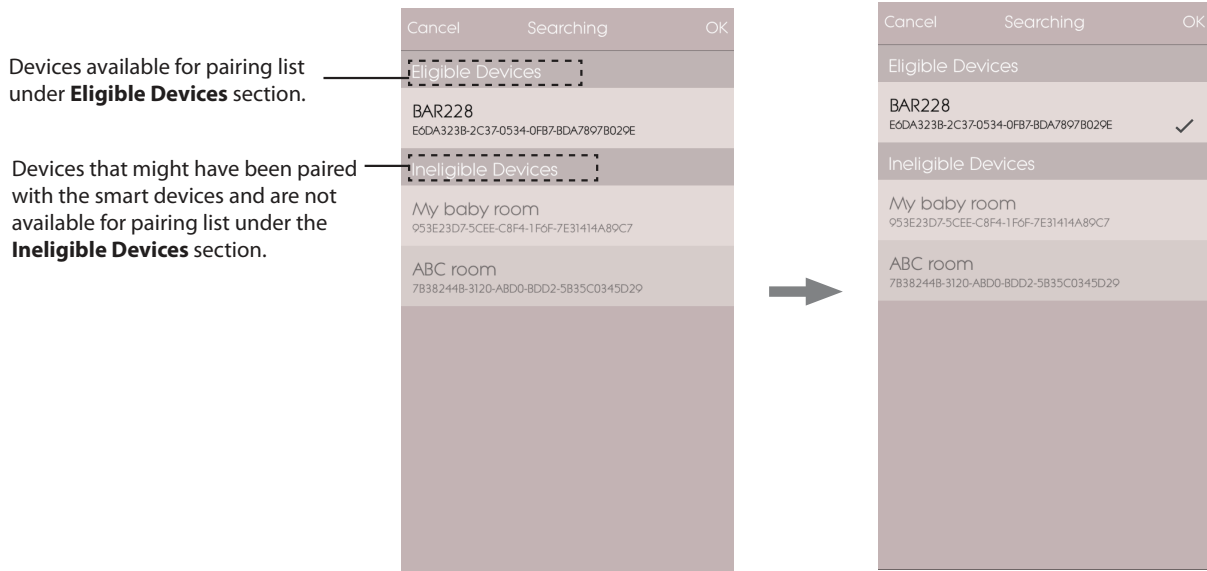 Devices available for pairing list
under Eligible Devices section.
Devices that might have been paired
with the smart devices and are not
available for pairing list under the
Ineligible Devices section.
Cancel Searching OK
Eligible Devices
BAR228
E6DA323B-2C37-0534-0FB7-BDA7897B029E
Ineligible Devices
My baby room
953E23D7-5CEE-C8F4-1F6F-7E31414A89C7
ABC room
7B38244B-3120-ABD0-BDD2-5B35C0345D29
Cancel Searching OK
Eligible Devices
BAR228
E6DA323B-2C37-0534-0FB7-BDA7897B029E
Ineligible Devices
My baby room
953E23D7-5CEE-C8F4-1F6F-7E31414A89C7
ABC room
7B38244B-3120-ABD0-BDD2-5B35C0345D29